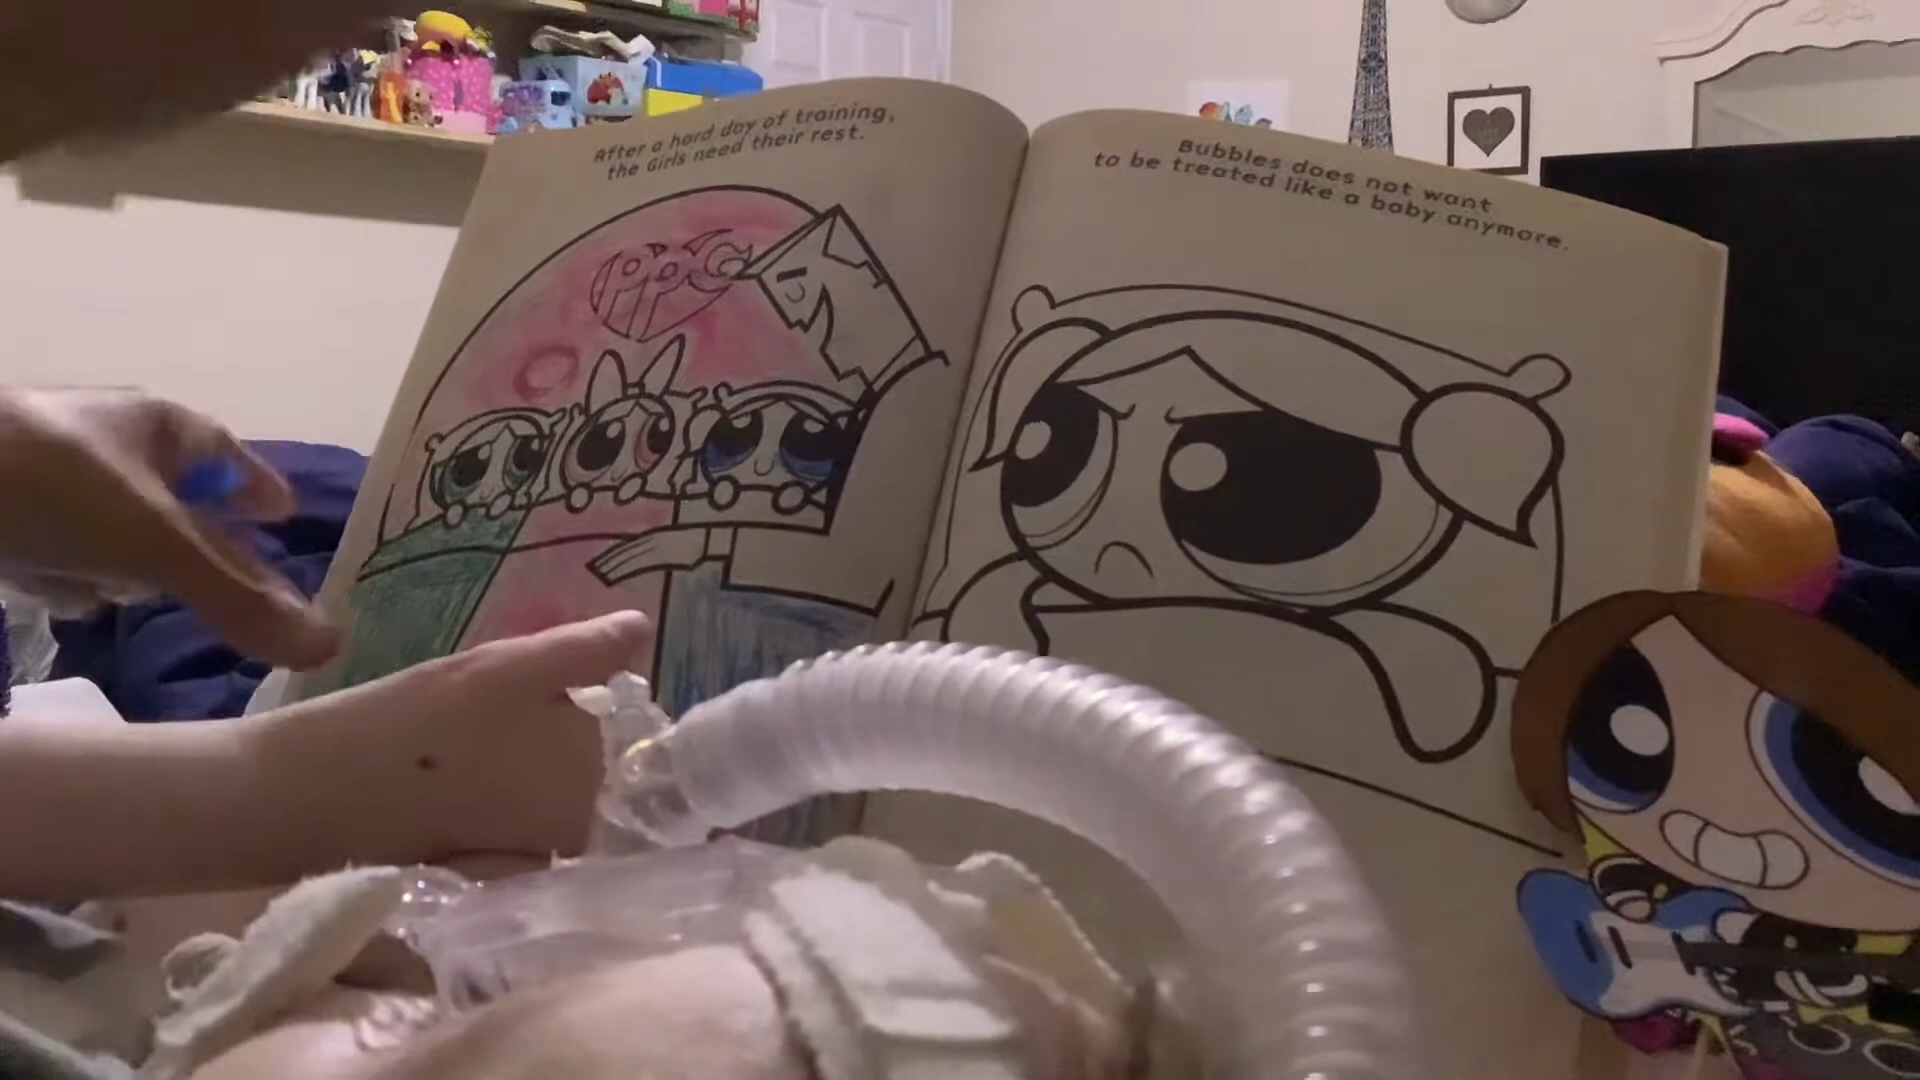 After a hard day of training,
the Girls need their rest.
PPG
Bubbles does not want
to be treated like a baby anymore.